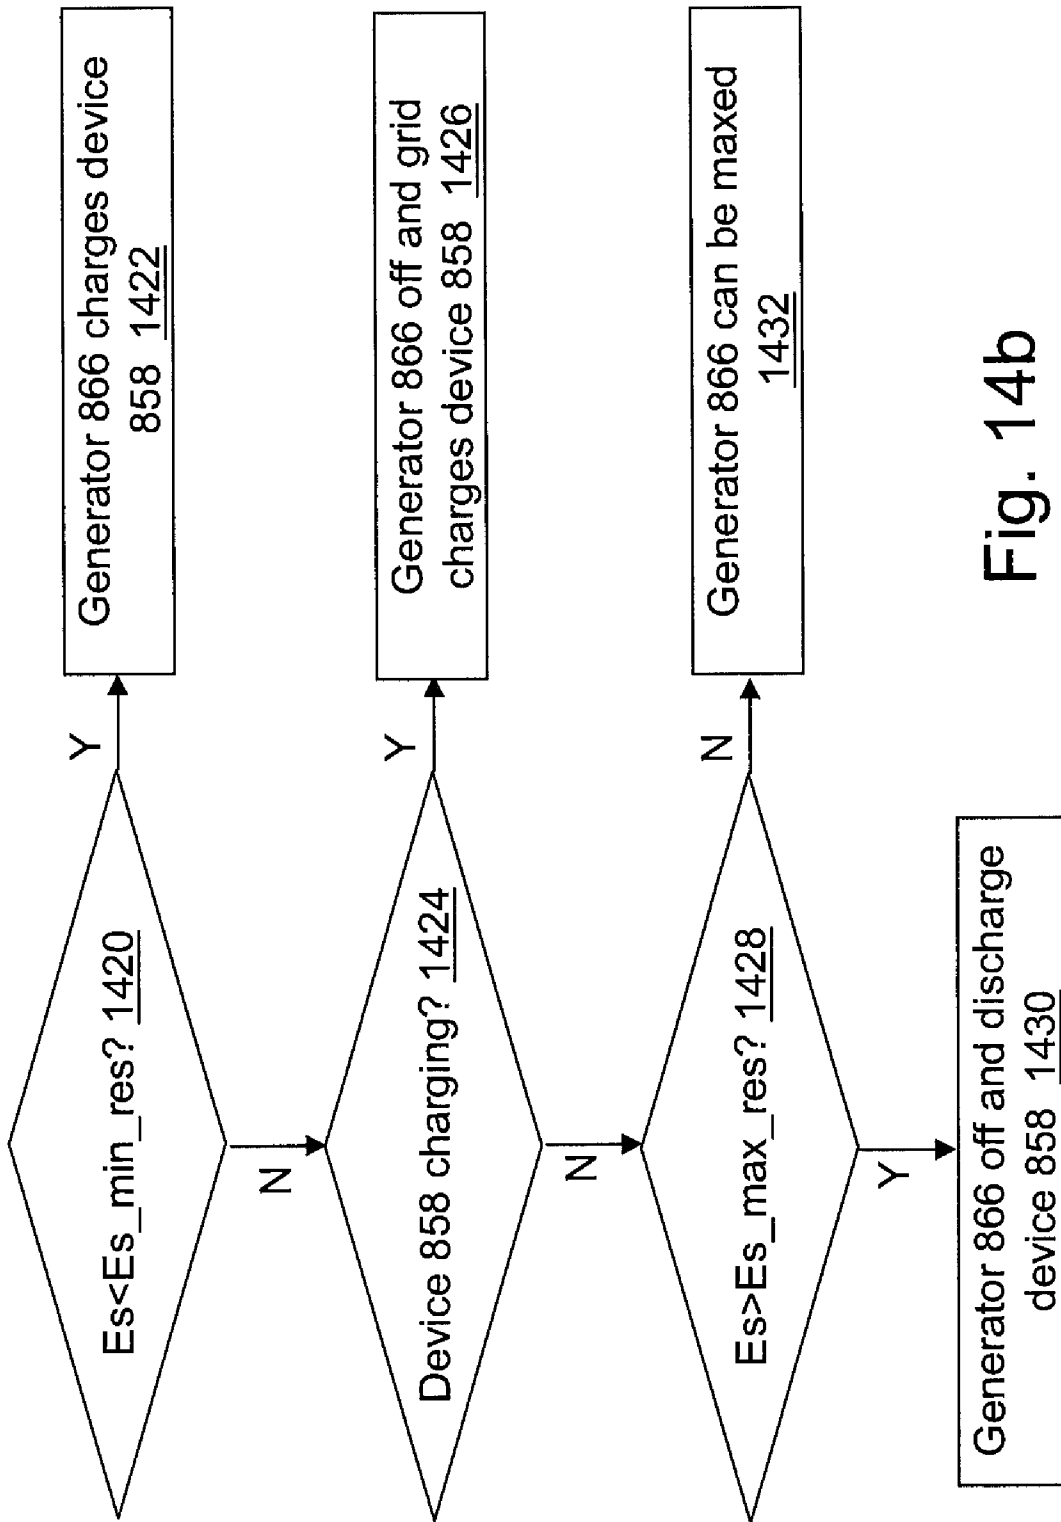 Es<Es_min_res? 1420
Y
Generator 866 charges device
858 1422
N
Device 858 charging? 1424
Y
Generator 866 off and grid
charges device 858 1426
N
Es>Es_max_res? 1428
N
Generator 866 can be maxed
1432
Y
Generator 866 off and discharge
device 858 1430
Fig. 14b